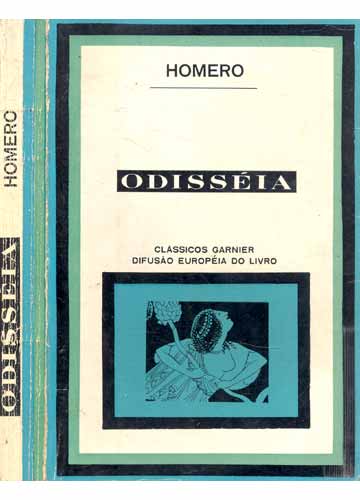 HOMERO
ODISSÉIA
HOMERO
ODISSÉIA
CLÁSSICOS GARNIER
DIFUSÃO EUROPÉIA DO LIVRO